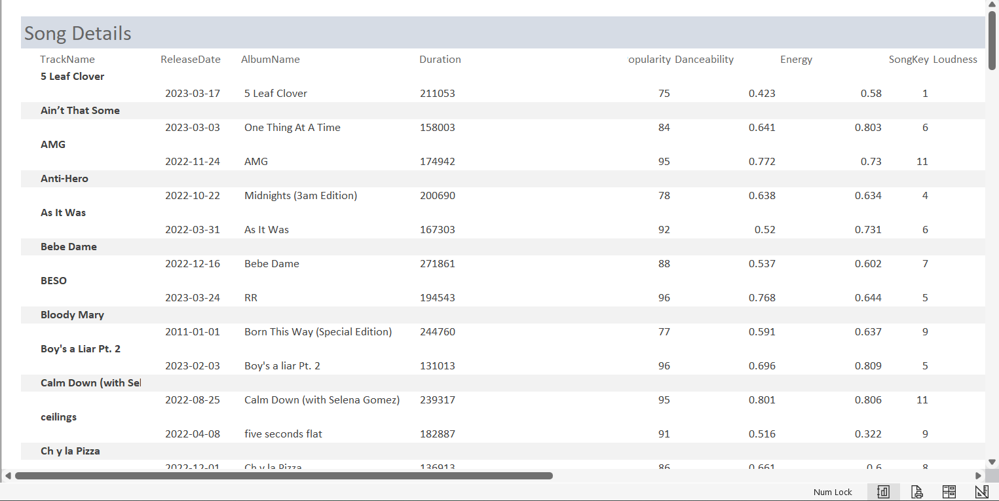 Song Details
TrackName ReleaseDate AlbumName Duration opularity Danceability Energy SongKey Loudness
5 Leaf Clover
2023-03-17 5 Leaf Clover 211053 75 0.423 0.58 1
Ain’t That Some
2023-03-03 One Thing At A Time 158003 84 0.641 0.803 6
AMG
2022-11-24 AMG 174942 95 0.772 0.73 11
Anti-Hero
2022-10-22 Midnights (3am Edition) 200690 78 0.638 0.634 4
As It Was
2022-03-31 As It Was 167303 92 0.52 0.731 6
Bebe Dame
2022-12-16 Bebe Dame 271861 88 0.537 0.602 7
BESO
2023-03-24 RR 194543 96 0.768 0.644 5
Bloody Mary
2011-01-01 Born This Way (Special Edition) 244760 77 0.591 0.637 9
Boy's a Liar Pt. 2
2023-02-03 Boy's a liar Pt. 2 131013 96 0.696 0.809 5
Calm Down (with Sel
2022-08-25 Calm Down (with Selena Gomez) 239317 95 0.801 0.806 11
ceilings
2022-04-08 five seconds flat 182887 91 0.516 0.322 9
Ch y la Pizza
2022-12-01 Ch y la Pizza 136913 86 0.661 0.6 8
Num Lock